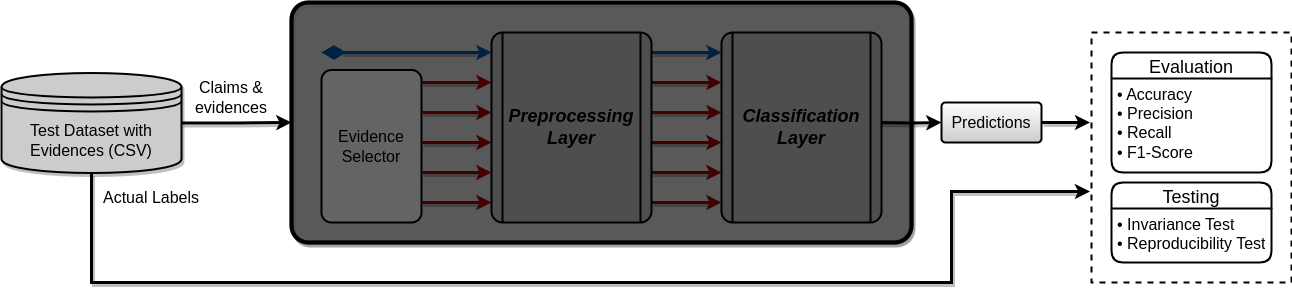 Claims &
evidences
Test Dataset with
Evidences (CSV)
Actual Labels
Evidence
Selector
Preprocessing
Layer
Classification
Layer
Predictions
Evaluation
• Accuracy
• Precision
• Recall
• F1-Score
Testing
• Invariance Test
• Reproducibility Test